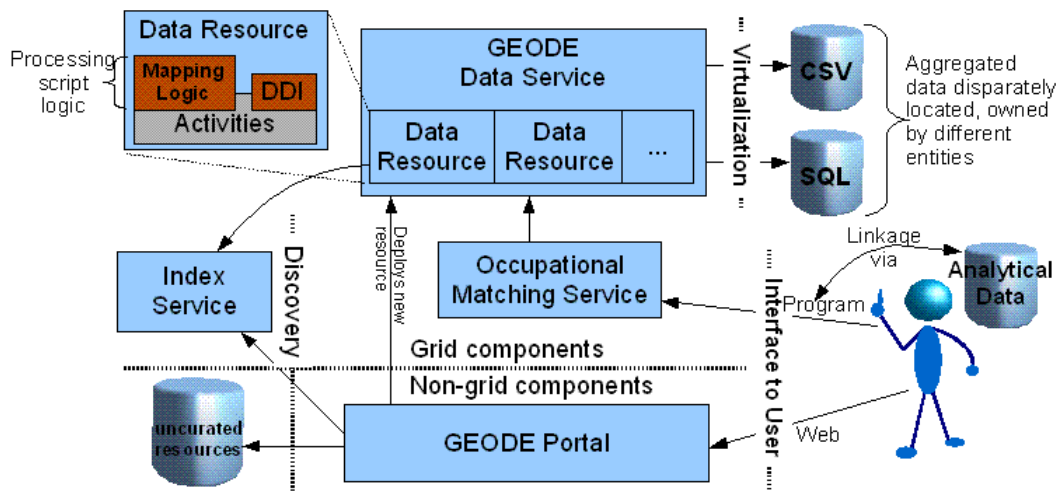 Data Resource
Processing
script
logic
Mapping
Logic
DDI
Activities
GEODE
Data Service
Data
Resource
Data
Resource
...
Virtualization
CSV
SQL
Aggregated
data disparately
located, owned
by different
entities
Index
Service
Discovery
Deploys new
resource
Occupational
Matching Service
Interface to User
Linkage
via
Program
Analytical
Data
Grid components
Non-grid components
uncurated
resources
GEODE Portal
Web